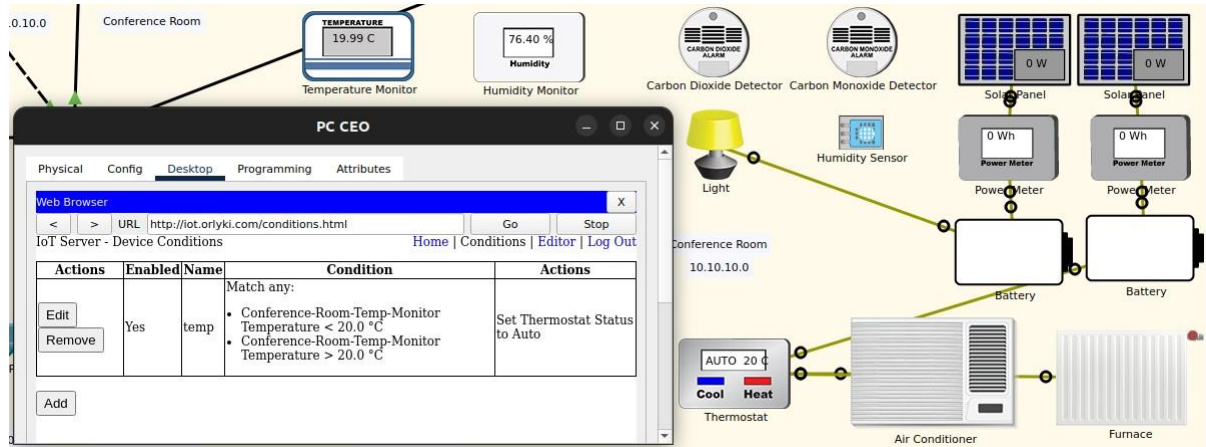 .0.10.0
Conference Room
TEMPERATURE
19.99 C
Temperature Monitor
76.40 %
Humidity
Humidity Monitor
CARBON DIOXIDE
ALARM
Carbon Dioxide Detector
CARBON MONOXIDE
ALARM
Carbon Monoxide Detector
0 W
Solar Panel
0 W
Solar Panel
PC CEO
Physical Config Desktop Programming Attributes
Web Browser X
< > URL http://iot.orlyki.com/conditions.html Go Stop
IoT Server - Device Conditions Home | Conditions | Editor | Log Out
Actions Enabled Name Condition Actions
Edit
Remove
Yes
temp
Match any:
• Conference-Room-Temp-Monitor
Temperature < 20.0 °C
• Conference-Room-Temp-Monitor
Temperature > 20.0 °C
Set Thermostat Status
to Auto
Add
Light
Humidity Sensor
0 Wh
Power Meter
Power Meter
0 Wh
Power Meter
Power Meter
Conference Room
10.10.10.0
Battery
Battery
AUTO 20 C
Cool Heat
Thermostat
Air Conditioner
Furnace